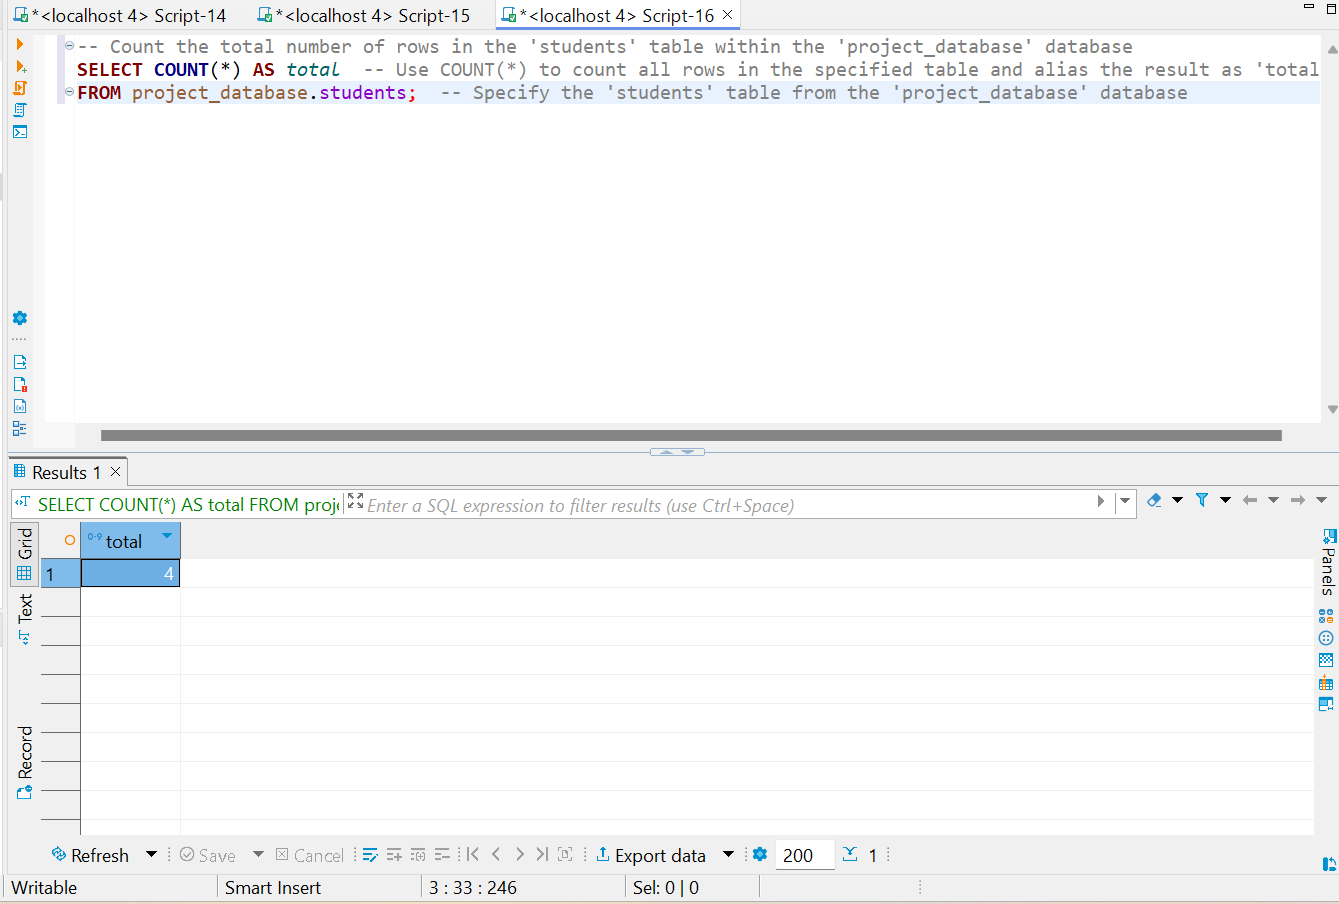 *<localhost 4> Script-14 *<localhost 4> Script-15 *<localhost 4> Script-16
-- Count the total number of rows in the 'students' table within the 'project_database' database
SELECT COUNT(*) AS total  -- Use COUNT(*) to count all rows in the specified table and alias the result as 'total
FROM project_database.students;  -- Specify the 'students' table from the 'project_database' database
Results 1
SELECT COUNT(*) AS total FROM proje Enter a SQL expression to filter results (use Ctrl+Space)
Grid
Text
Record
0-9 total
1 4
Panels
Refresh Save Cancel Export data 200 1
Writable Smart Insert 3 : 33 : 246 Sel: 0 | 0